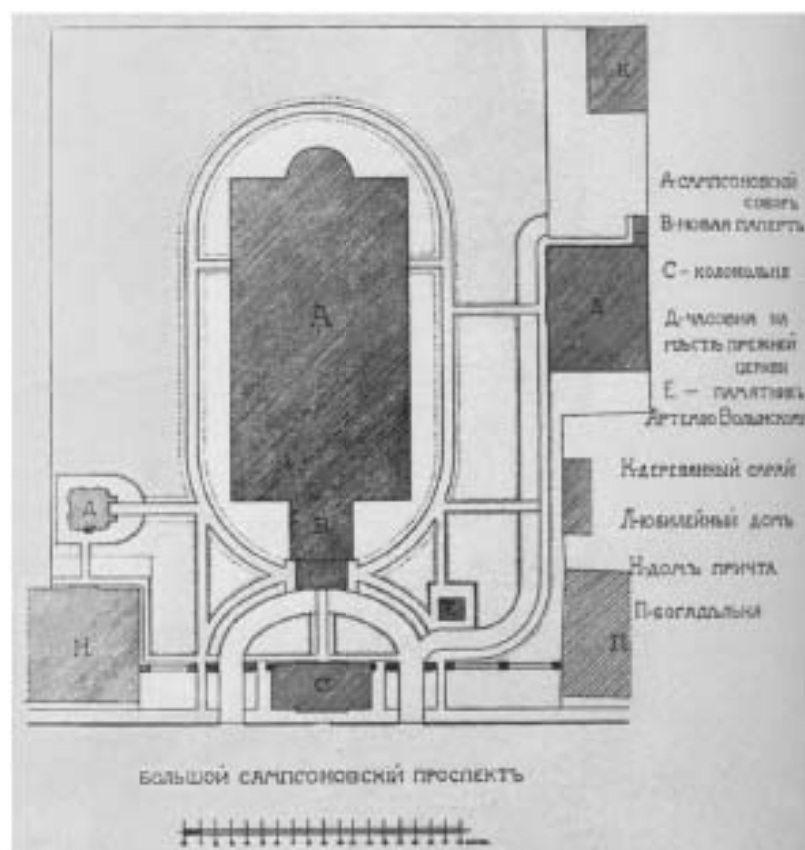 К
А-САМПСОНОВСКІЙ
СОБОРЪ
В-НОВАЯ ПАПЕРТЬ
С - КОЛОКОЛЬНЯ
Д-ЧАСОВНЯ НА
МѢСТѢ ПРЕЖНЕЙ
ЦЕРКВИ
Е - ПАМЯТНИКЪ
АРТЕМІЮ ВОЛЫНСКОМУ
К-ДЕРЕВЯННЫЙ САРАЙ
Л-ЮБИЛЕЙНЫЙ ДОМЪ
Н-ДОМЪ ПРИЧТА
П-БОГАДѢЛЬНЯ
А
Л
Д
В
Е
Н
П
С
БОЛЬШОЙ САМПСОНОВСКІЙ ПРОСПЕКТЪ